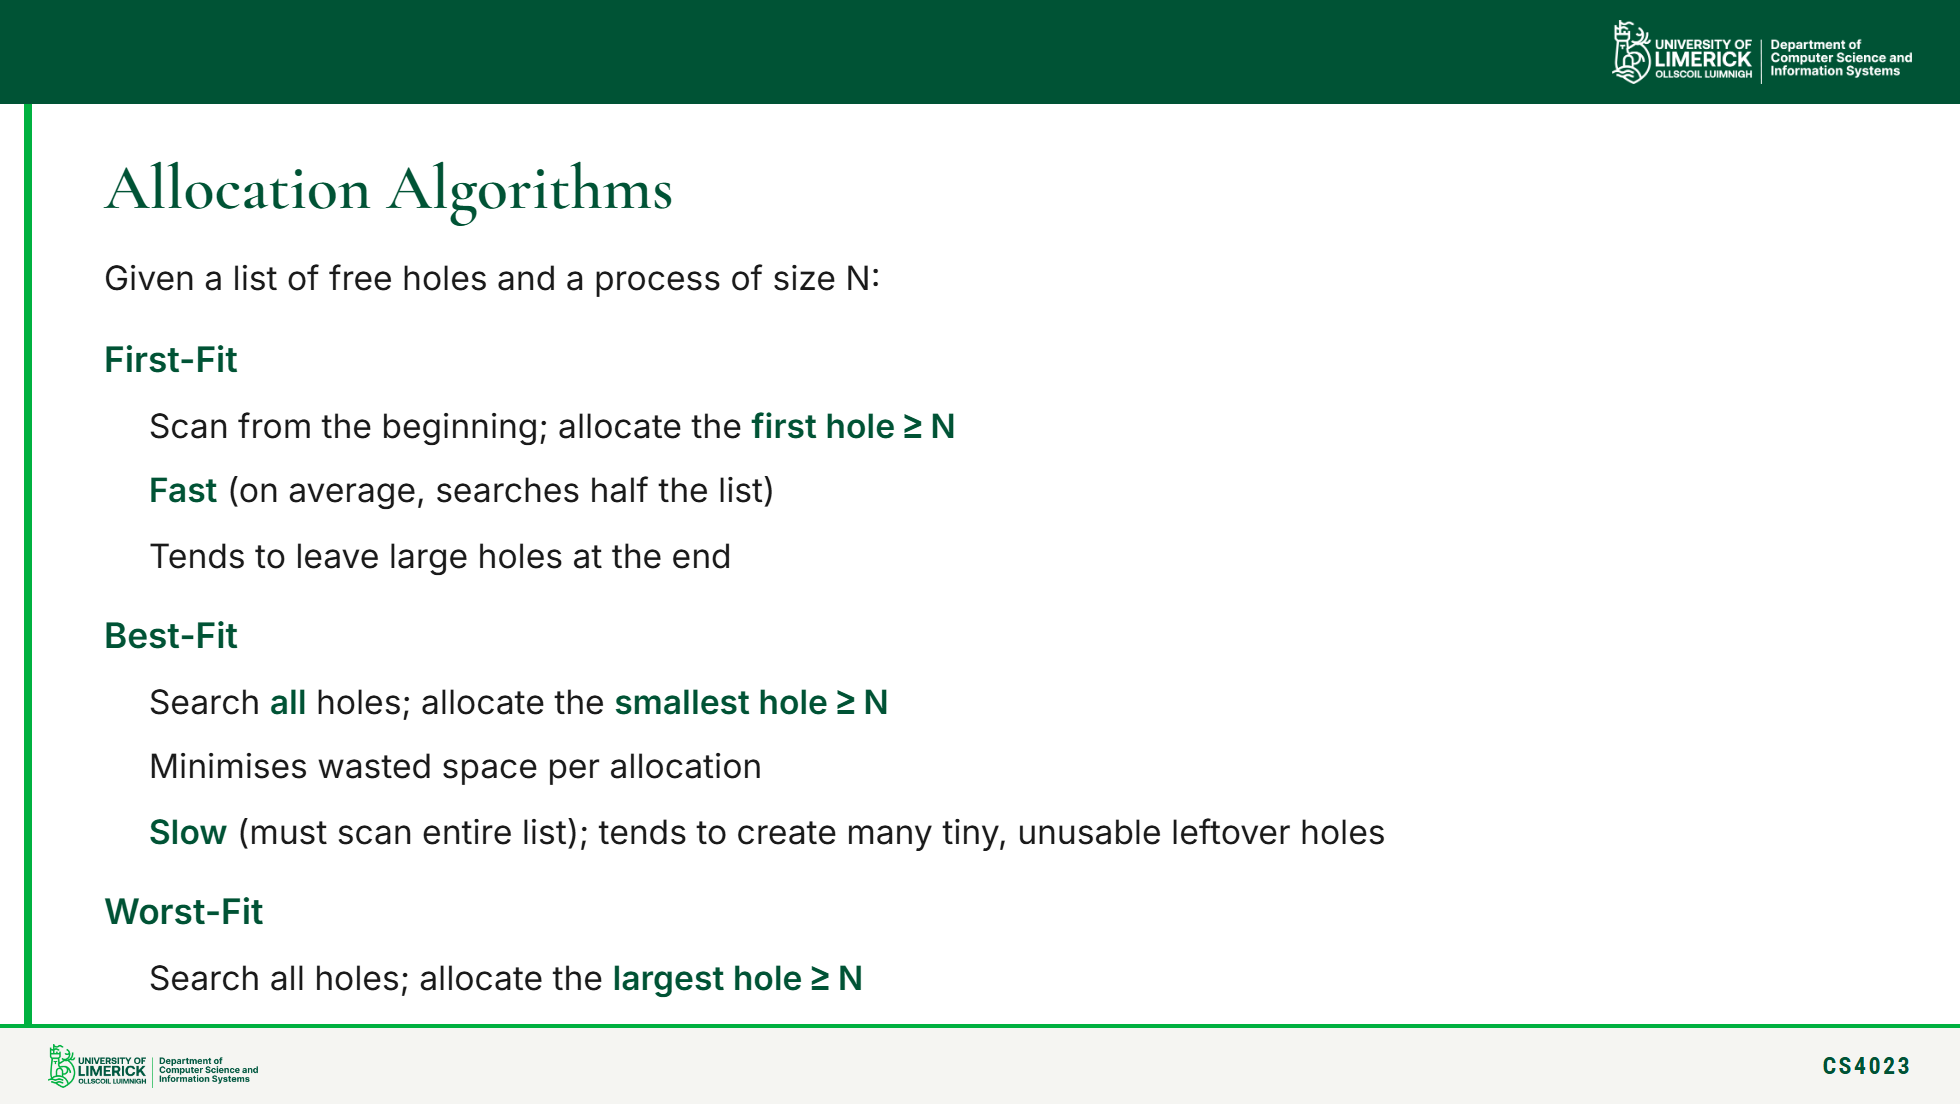 UNIVERSITY OF
LIMERICK
OLLSCOIL LUIMNIGH
Department of
Computer Science and
Information Systems
Allocation Algorithms
Given a list of free holes and a process of size N:
First-Fit
Scan from the beginning; allocate the first hole ≥ N
Fast (on average, searches half the list)
Tends to leave large holes at the end
Best-Fit
Search all holes; allocate the smallest hole ≥ N
Minimises wasted space per allocation
Slow (must scan entire list); tends to create many tiny, unusable leftover holes
Worst-Fit
Search all holes; allocate the largest hole ≥ N
UNIVERSITY OF
LIMERICK
OLLSCOIL LUIMNIGH
Department of
Computer Science and
Information Systems
CS4023